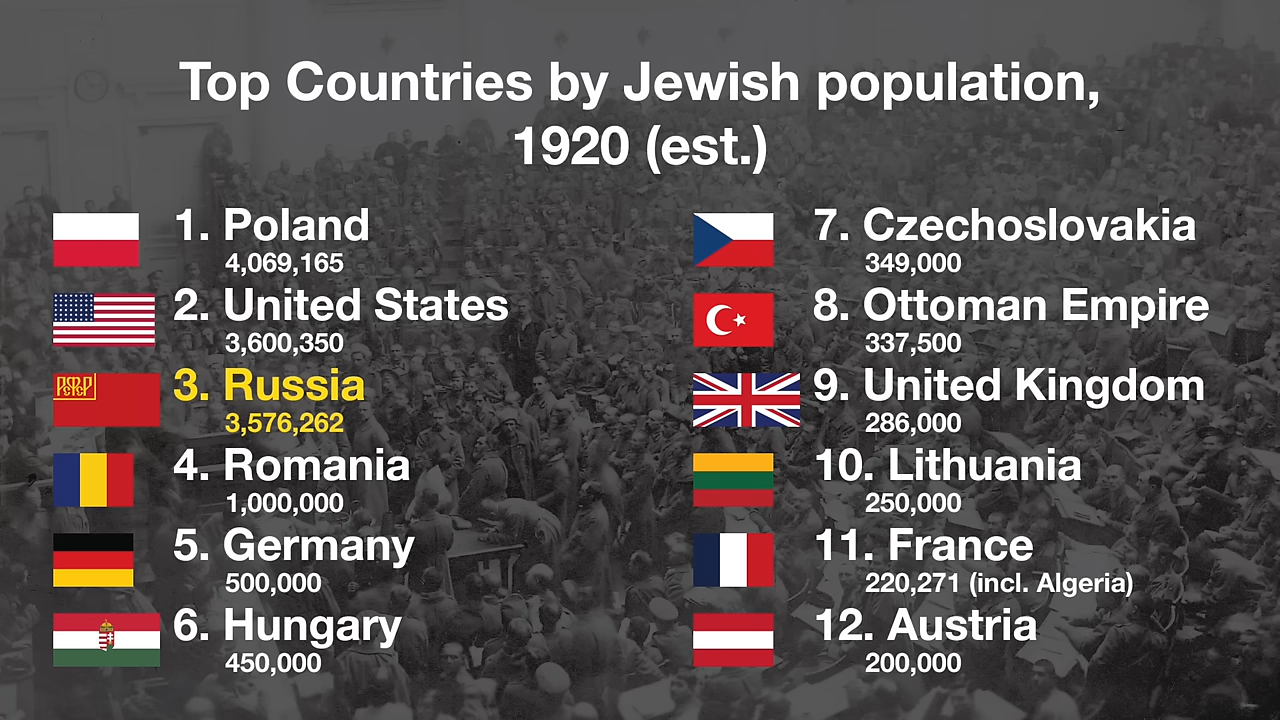 Top Countries by Jewish population,
1920 (est.)
1. Poland
4,069,165
2. United States
3,600,350
3. Russia
3,576,262
4. Romania
1,000,000
5. Germany
500,000
6. Hungary
450,000
7. Czechoslovakia
349,000
8. Ottoman Empire
337,500
9. United Kingdom
286,000
10. Lithuania
250,000
11. France
220,271 (incl. Algeria)
12. Austria
200,000